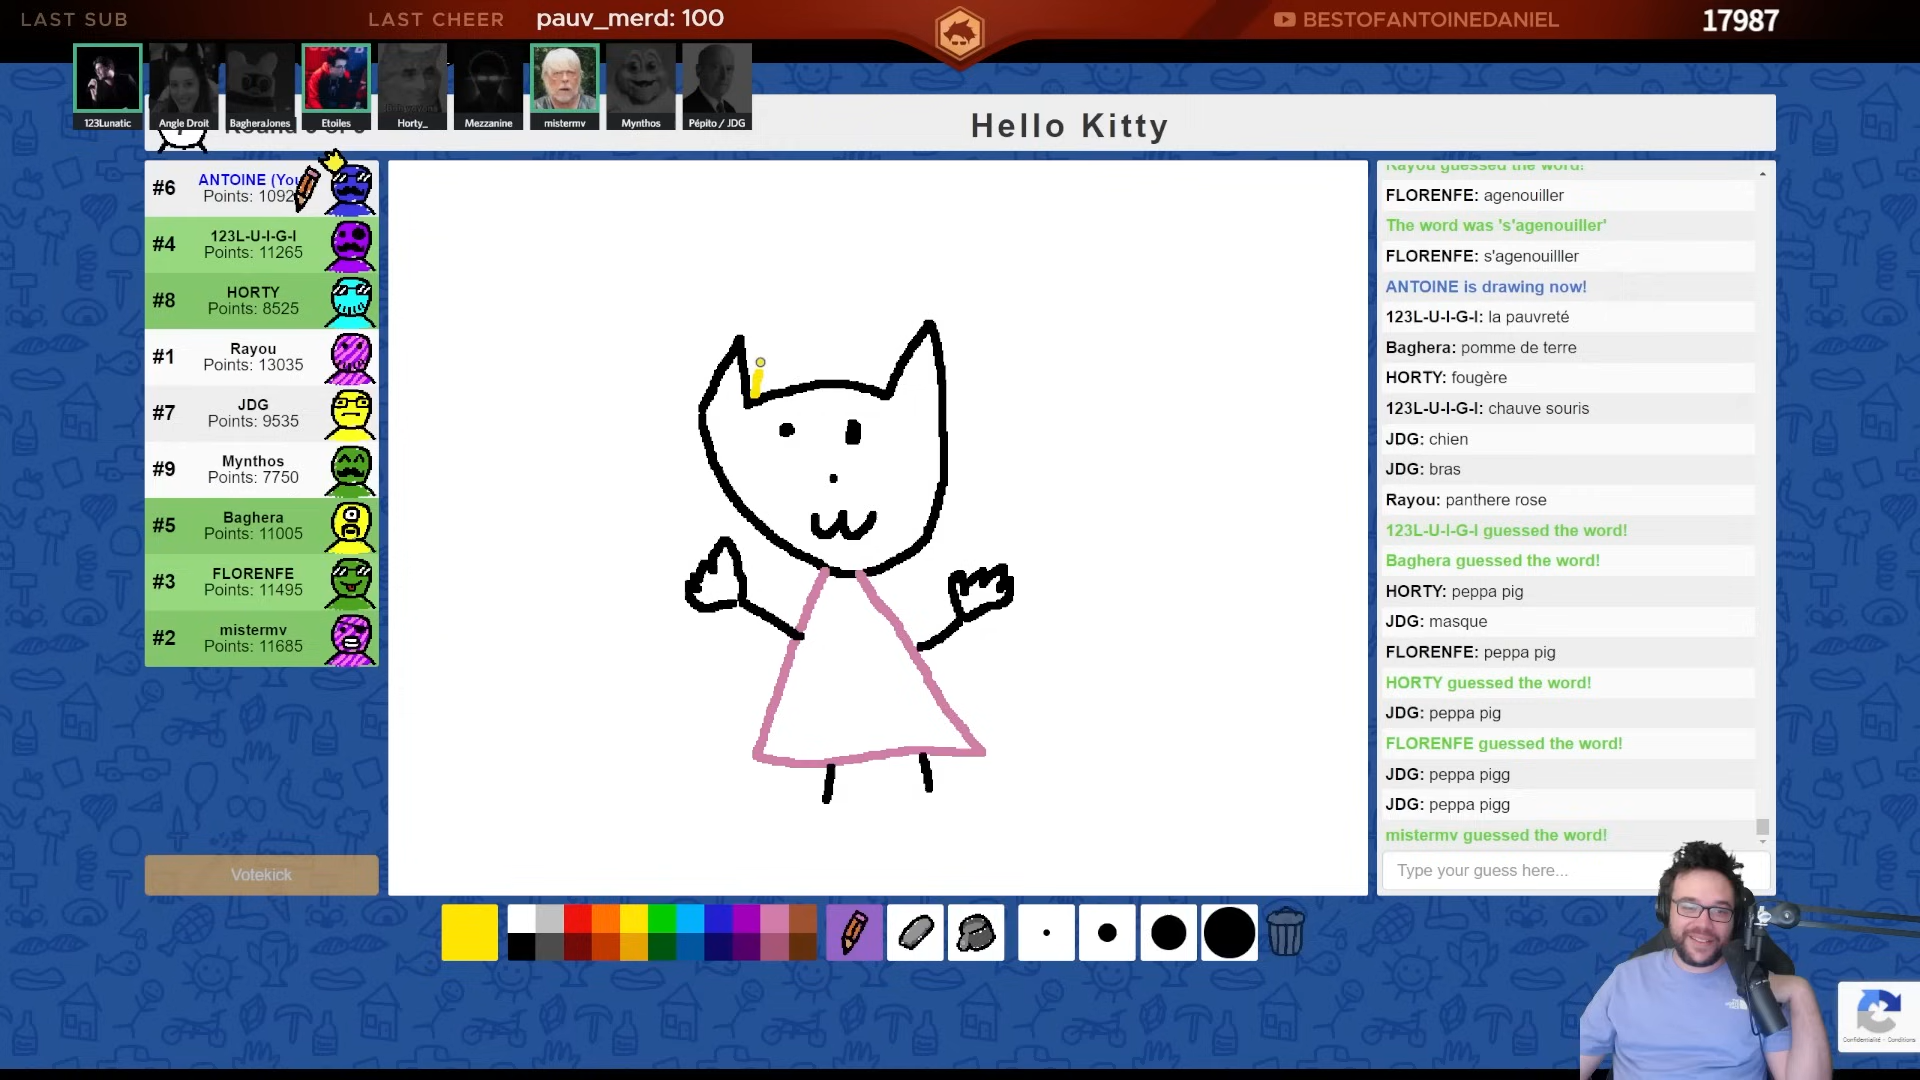 LAST SUB
LAST CHEER
pauv_merd: 100
BESTOFANTOINEDANIEL
17987
123Lunatic
Angle Droit
BagheraJones
Etoiles
Horty_
Mezzanine
mistermv
Mynthos
Pépito / JDG
Hello Kitty
#6
ANTOINE (You
Points: 1092
#4
123L-U-I-G-I
Points: 11265
#8
HORTY
Points: 8525
#1
Rayou
Points: 13035
#7
JDG
Points: 9535
#9
Mynthos
Points: 7750
#5
Baghera
Points: 11005
#3
FLORENFE
Points: 11495
#2
mistermv
Points: 11685
Votekick
Rayou guessed the word!
FLORENFE: agenouiller
The word was 's'agenouiller'
FLORENFE: s'agenouilller
ANTOINE is drawing now!
123L-U-I-G-I: la pauvreté
Baghera: pomme de terre
HORTY: fougère
123L-U-I-G-I: chauve souris
JDG: chien
JDG: bras
Rayou: panthere rose
123L-U-I-G-I guessed the word!
Baghera guessed the word!
HORTY: peppa pig
JDG: masque
FLORENFE: peppa pig
HORTY guessed the word!
JDG: peppa pig
FLORENFE guessed the word!
JDG: peppa pigg
JDG: peppa pigg
mistermv guessed the word!
Type your guess here...
Confidentialité - Conditions